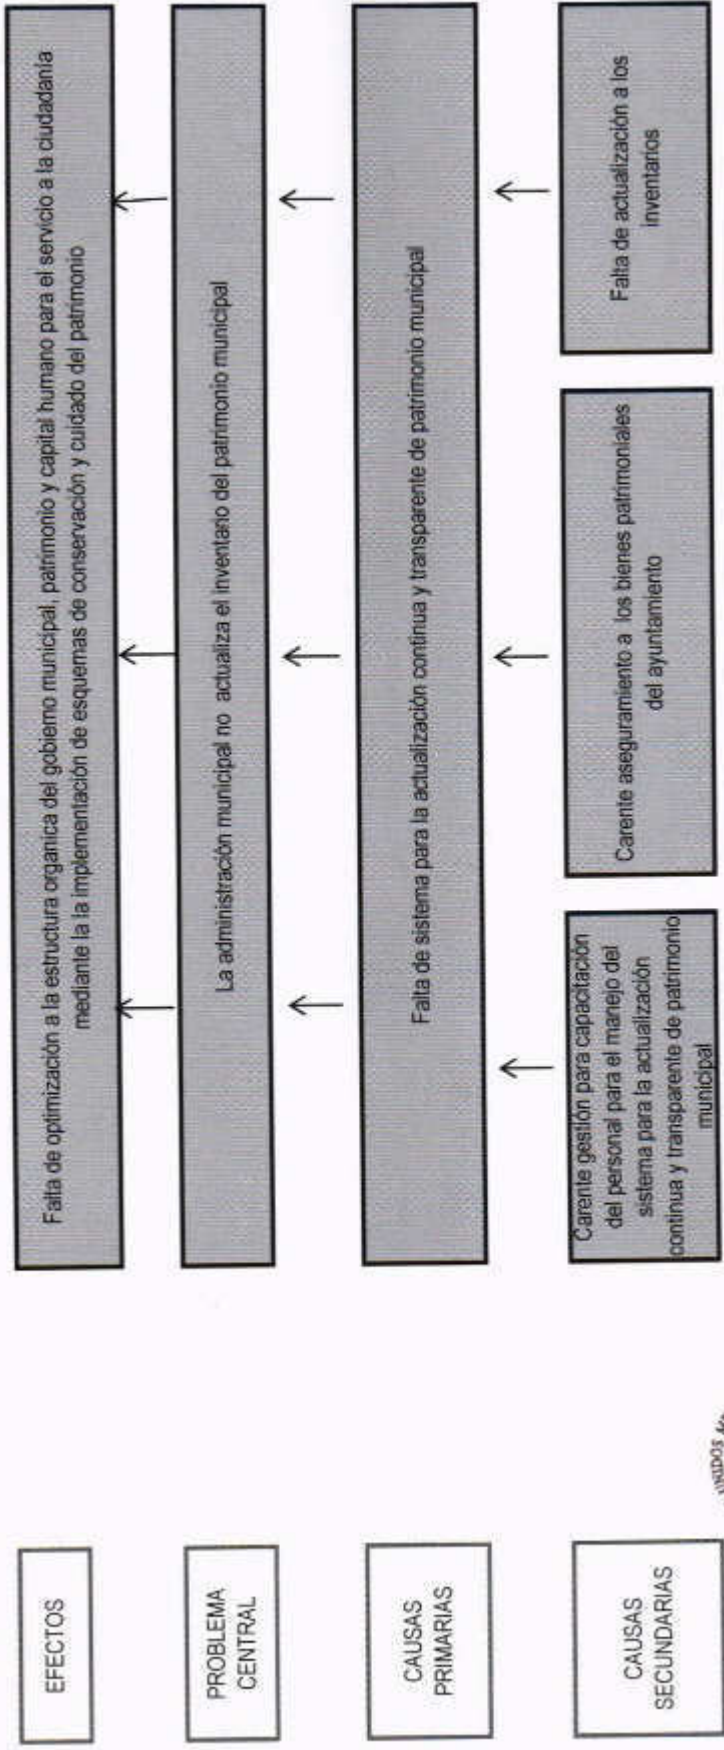 EFECTOS
Falta de optimización a la estructura organica del gobierno municipal, patrimonio y capital humano para el servicio a la ciudadanía
mediante la la implementación de esquemas de conservación y cuidado del patrimonio
PROBLEMA
CENTRAL
La administración municipal no actualiza el inventario del patrimonio municipal
CAUSAS
PRIMARIAS
Falta de sistema para la actualización continua y transparente de patrimonio municipal
CAUSAS
SECUNDARIAS
Carente gestión para capacitación
del personal para el manejo del
sistema para la actualización
continua y transparente de patrimonio
municipal
Carente aseguramiento a los bienes patrimoniales
del ayuntamiento
Falta de actualización a los
inventarios
UNIDOS